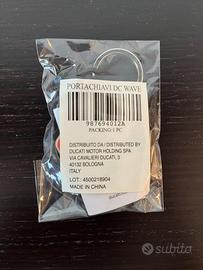 PORTACHIAVI DC WAVE
987694012A
PACKING: 1 PC
DISTRIBUITO DA / DISTRIBUTED BY
DUCATI MOTOR HOLDING SPA
VIA CAVALIERI DUCATI, 3
40132 BOLOGNA
ITALY
LOT.: 4500218904
MADE IN CHINA
subito